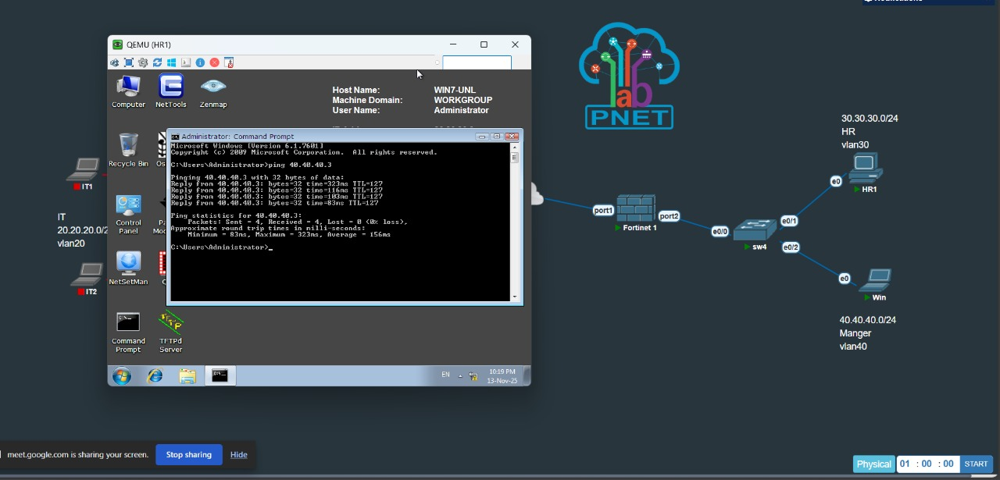 QEMU (HR1)
Computer
NetTools
Zenmap
Host Name: WIN7-UNL
Machine Domain: WORKGROUP
User Name: Administrator
Administrator: Command Prompt
Microsoft Windows [Version 6.1.7601]
Copyright (c) 2009 Microsoft Corporation. All rights reserved.
C:\Users\Administrator>ping 40.40.40.3
Pinging 40.40.40.3 with 32 bytes of data:
Reply from 40.40.40.3: bytes=32 time=323ms TTL=127
Reply from 40.40.40.3: bytes=32 time=116ms TTL=127
Reply from 40.40.40.3: bytes=32 time=103ms TTL=127
Reply from 40.40.40.3: bytes=32 time=83ms TTL=127
Ping statistics for 40.40.40.3:
Packets: Sent = 4, Received = 4, Lost = 0 (0% loss),
Approximate round trip times in milli-seconds:
Minimum = 83ms, Maximum = 323ms, Average = 156ms
C:\Users\Administrator>_
Recycle Bin
Control
Panel
NetSetMan
Command
Prompt
TFTPd
Server
EN
10:19 PM
13-Nov-25
IT1
IT
20.20.20.0/2
vlan20
IT2
lab
PNET
30.30.30.0/24
HR
vlan30
e0
HR1
port1
port2
Fortinet 1
e0/0
e0/1
sw4
e0/2
e0
Win
40.40.40.0/24
Manger
vlan40
meet.google.com is sharing your screen.
Stop sharing
Hide
Physical
01 : 00 : 00
START